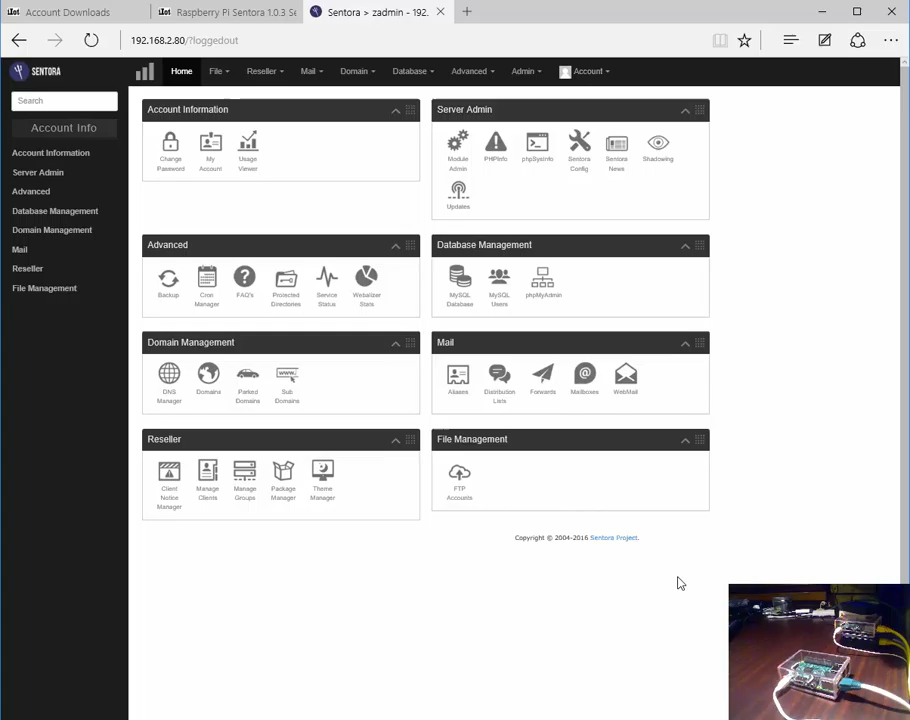 Account Downloads
Raspberry Pi Sentora 1.0.3 Se
Sentora > zadmin - 192.
192.168.2.80/?loggedout
SENTORA
Home
File
Reseller
Mail
Domain
Database
Advanced
Admin
Account
Search
Account Info
Account Information
Server Admin
Advanced
Database Management
Domain Management
Mail
Reseller
File Management
Account Information
Change
Password
My
Account
Usage
Viewer
Server Admin
Module
Admin
PHPInfo
phpSysInfo
Sentora
Config
Sentora
News
Shadowing
Updates
Advanced
Backup
Cron
Manager
FAQ's
Protected
Directories
Service
Status
Webalizer
Stats
Database Management
MySQL
Database
MySQL
Users
phpMyAdmin
Domain Management
DNS
Manager
Domains
Parked
Domains
Sub
Domains
Mail
Aliases
Distribution
Lists
Forwards
Mailboxes
WebMail
Reseller
Client
Notice
Manager
Manage
Clients
Manage
Groups
Package
Manager
Theme
Manager
File Management
FTP
Accounts
Copyright © 2004-2016 Sentora Project.